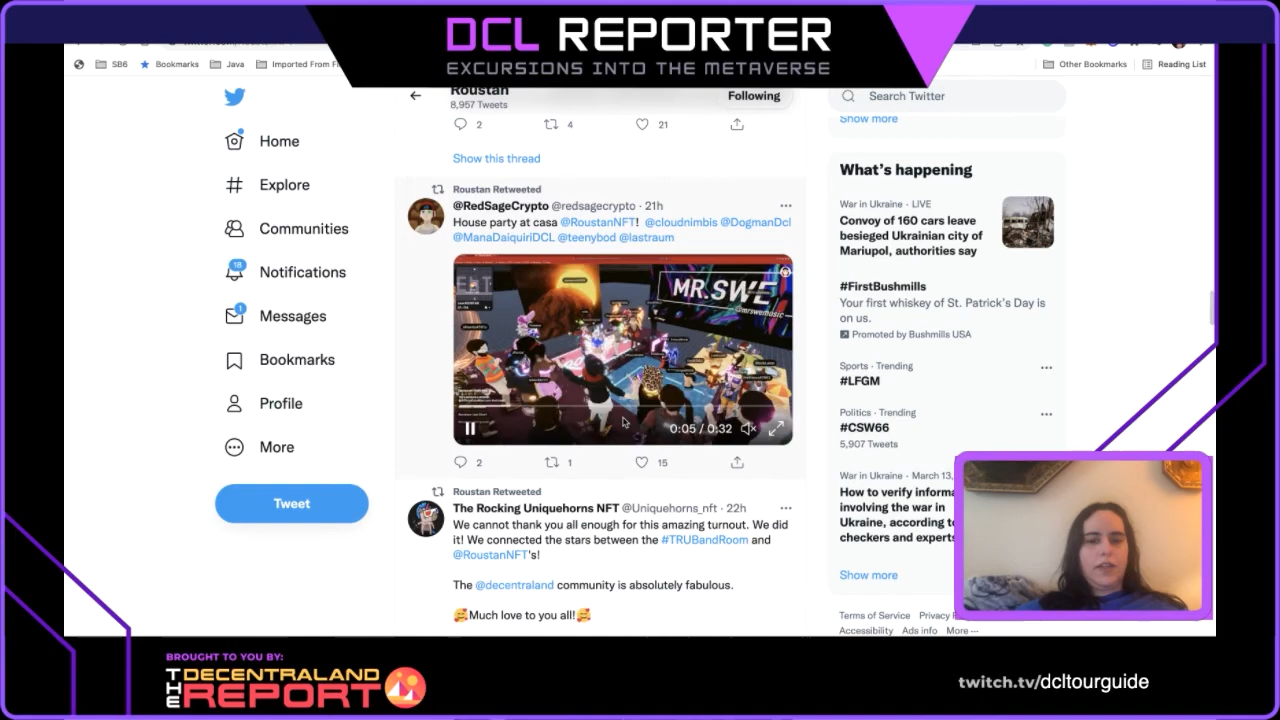 DCL REPORTER
EXCURSIONS INTO THE METAVERSE
SB6
Bookmarks
Java
Other Bookmarks
Reading List
Roustan
8,957 Tweets
Following
Search Twitter
Home
Explore
Communities
18
Notifications
1
Messages
Bookmarks
Profile
More
Tweet
2
4
21
Show this thread
Roustan Retweeted
@RedSageCrypto @redsagecrypto · 21h
House party at casa @RoustanNFT! @cloudnimbis @DogmanDcl
@ManaDaiquiriDCL @teenybod @lastraum
MR.SWE
@mrswemusic
0:05 / 0:32
2
1
15
Roustan Retweeted
The Rocking Uniquehorns NFT @Uniquehorns_nft · 22h
We cannot thank you all enough for this amazing turnout. We did
it! We connected the stars between the #TRUBandRoom and
@RoustanNFT's!
The @decentraland community is absolutely fabulous.
🥰Much love to you all!🥰
Show more
What's happening
War in Ukraine · LIVE
Convoy of 160 cars leave
besieged Ukrainian city of
Mariupol, authorities say
#FirstBushmills
Your first whiskey of St. Patrick's Day is
on us.
Promoted by Bushmills USA
Sports · Trending
#LFGM
Politics · Trending
#CSW66
5,907 Tweets
War in Ukraine · March 13,
How to verify
involving the war in
Ukraine, according
checkers and experts
Show more
Terms of Service Privacy
Accessibility Ads info More ...
BROUGHT TO YOU BY:
THE DECENTRALAND
REPORT
twitch.tv/dcltourguide